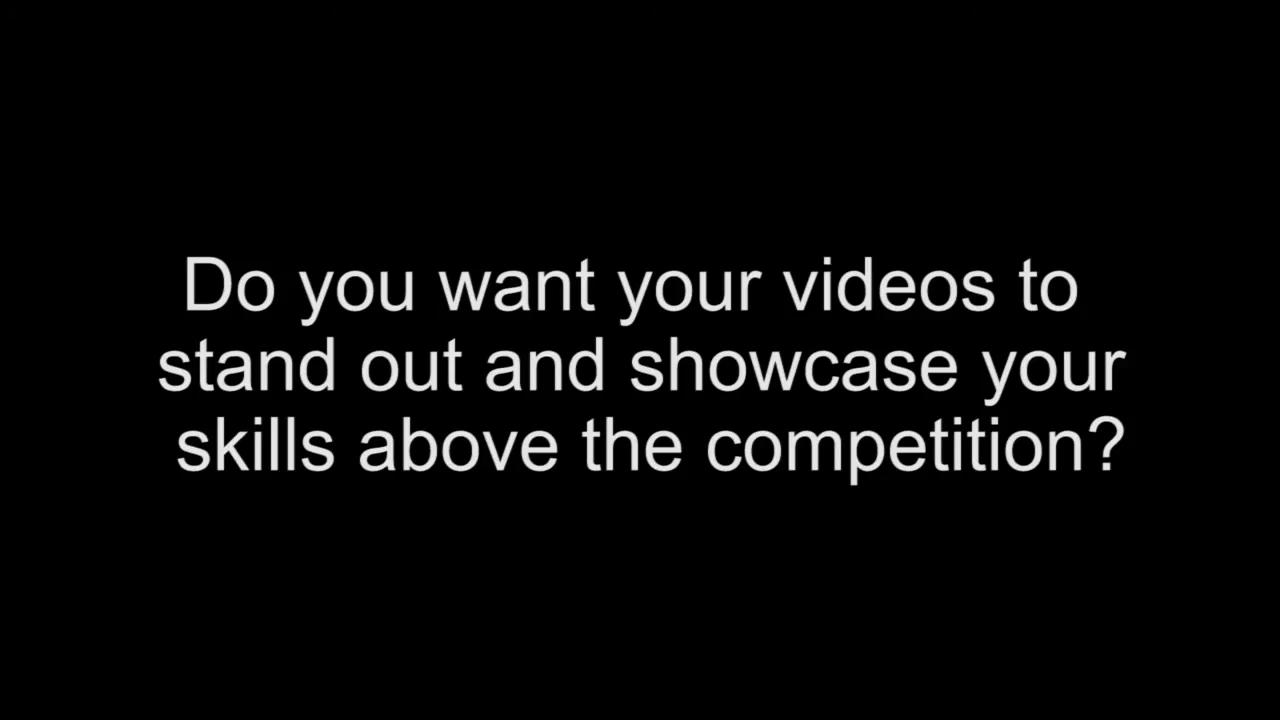 Do you want your videos to
stand out and showcase your
skills above the competition?